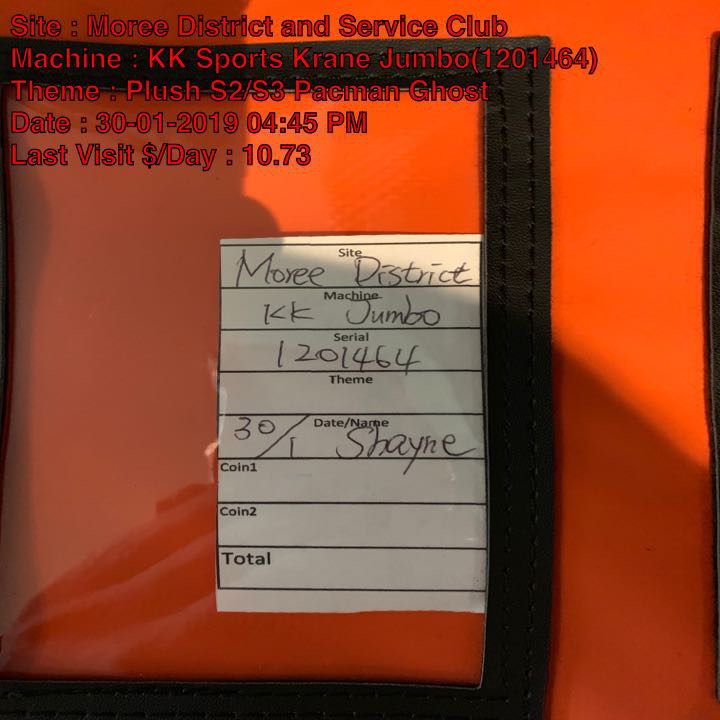 Site : Moree District and Service Club
Machine : KK Sports Krane Jumbo(1201464)
Theme : Plush S2/S3 Pacman Ghost
Date : 30-01-2019 04:45 PM
Last Visit $/Day : 10.73
Site
Moree District
Machine
KK Jumbo
Serial
1201464
Theme
Date/Name
30/1 Shayne
Coin1
Coin2
Total